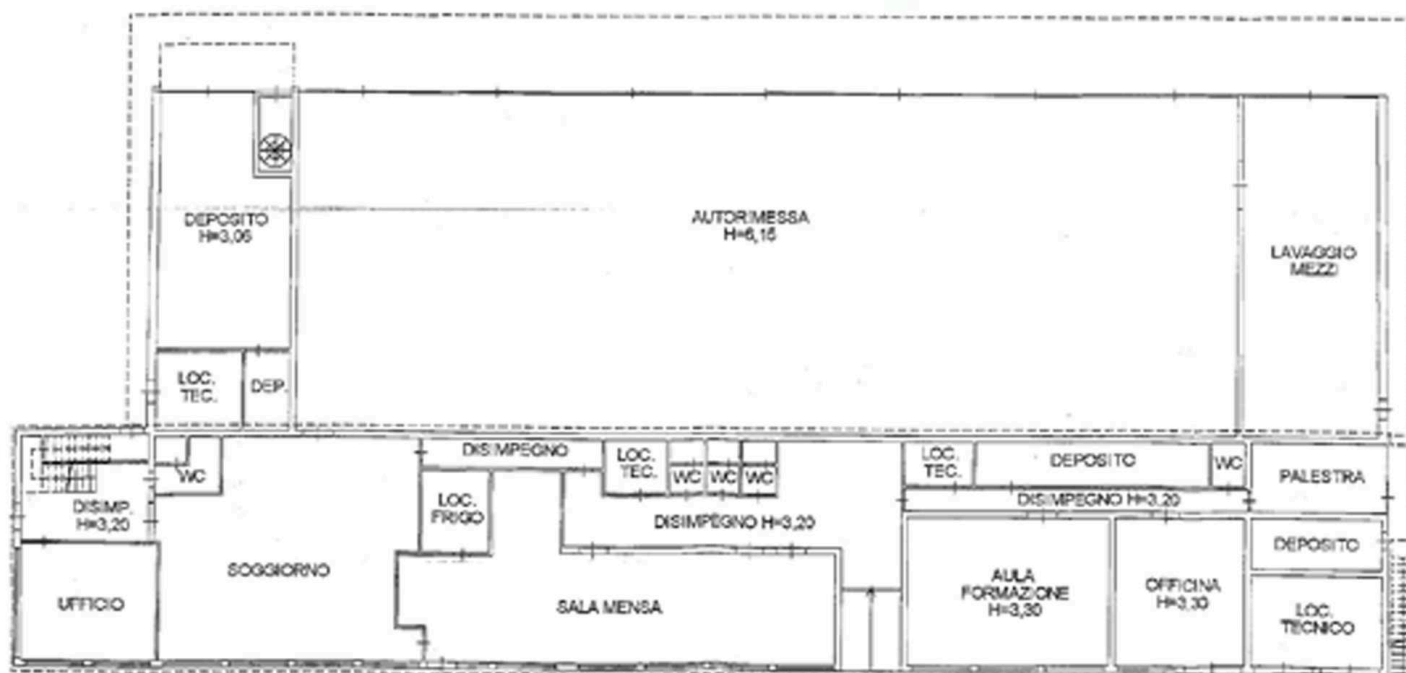 DEPOSITO
H=3,06
AUTORIMESSA
H=6,15
LAVAGGIO
MEZZI
LOC.
TEC.
DEP.
DISIMPEGNO
LOC.
TEC.
WC
WC
WC
WC
LOC.
TEC.
DEPOSITO
WC
PALESTRA
DISIMP.
H=3,20
LOC.
FRIGO
DISIMPEGNO H=3,20
DISIMPEGNO H=3,20
DEPOSITO
UFFICIO
SOGGIORNO
SALA MENSA
AULA
FORMAZIONE
H=3,30
OFFICINA
H=3,30
LOC.
TECNICO